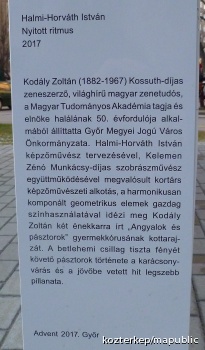 Halmi-Horváth István
Nyitott ritmus
2017
Kodály Zoltán (1882-1967) Kossuth-díjas
zeneszerző, világhírű magyar zenetudós,
a Magyar Tudományos Akadémia tagja és
elnöke halálának 50. évfordulója alkal-
mából állíttatta Győr Megyei Jogú Város
Önkormányzata. Halmi-Horváth István
képzőművész tervezésével, Kelemen
Zénó Munkácsy-díjas szobrászművész
együttműködésével megvalósult kortárs
képzőművészeti alkotás, a harmonikusan
komponált geometrikus elemek gazdag
színhasználatával idézi meg Kodály
Zoltán két énekkarra írt „Angyalok és
pásztorok” gyermekkórusának kottaraj-
zát. A betlehemi csillag tiszta fényét
követő pásztorok története a karácsony-
várás és a jövőbe vetett hit legszebb
pillanata.
Advent 2017. Győr
kozterkep/mapublic